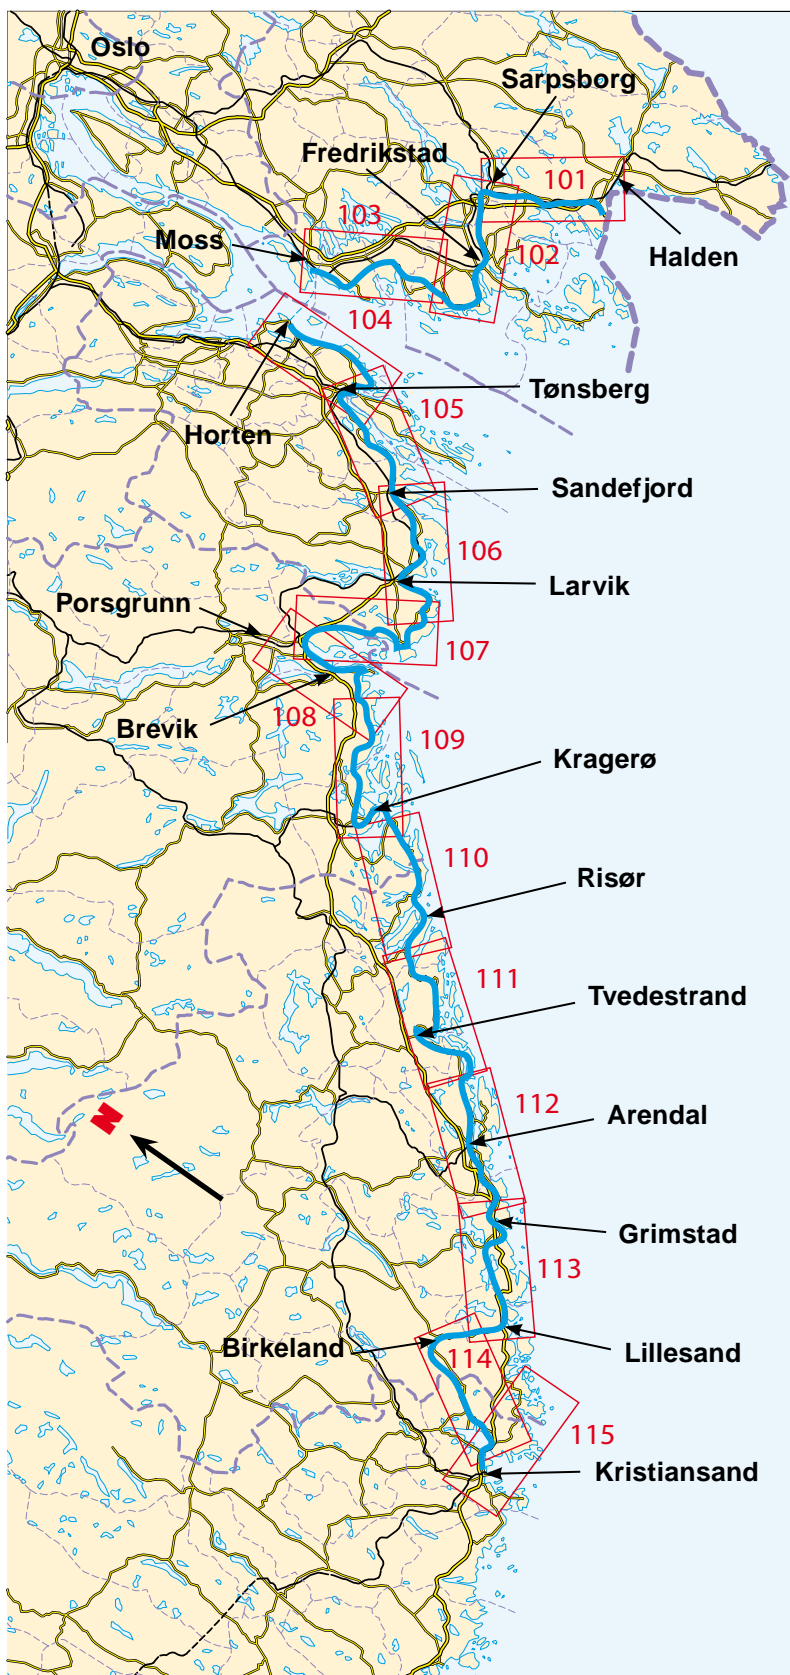 Oslo
Sarpsborg
Fredrikstad
101
103
Moss
102
Halden
104
Tønsberg
105
Horten
Sandefjord
106
Larvik
Porsgrunn
107
108
Brevik
109
Kragerø
110
Risør
111
Tvedestrand
112
N
Arendal
Grimstad
113
Birkeland
114
Lillesand
115
Kristiansand